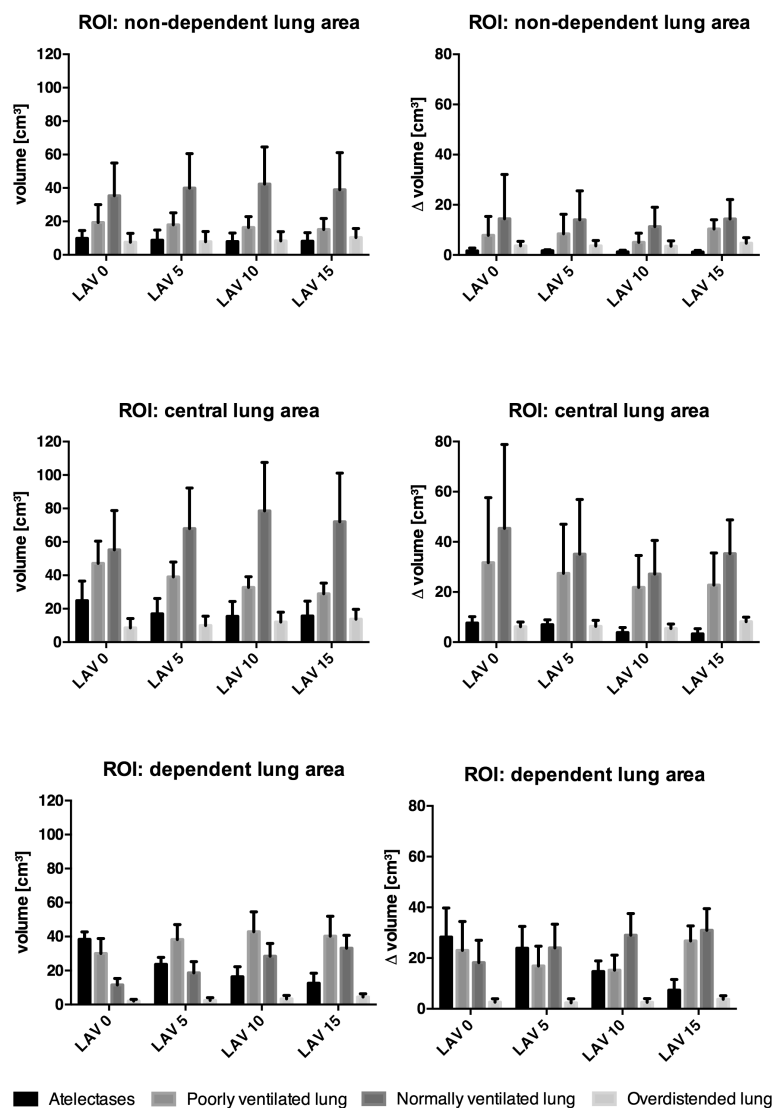 ROI: non-dependent lung area
volume [cm³]
120
100
80
60
40
20
0
LAV 0
LAV 5
LAV 10
LAV 15
ROI: non-dependent lung area
Δ volume [cm³]
80
60
40
20
0
LAV 0
LAV 5
LAV 10
LAV 15
ROI: central lung area
volume [cm³]
120
100
80
60
40
20
0
LAV 0
LAV 5
LAV 10
LAV 15
ROI: central lung area
Δ volume [cm³]
80
60
40
20
0
LAV 0
LAV 5
LAV 10
LAV 15
ROI: dependent lung area
volume [cm³]
120
100
80
60
40
20
0
LAV 0
LAV 5
LAV 10
LAV 15
ROI: dependent lung area
Δ volume [cm³]
80
60
40
20
0
LAV 0
LAV 5
LAV 10
LAV 15
Atelectases Poorly ventilated lung Normally ventilated lung Overdistended lung